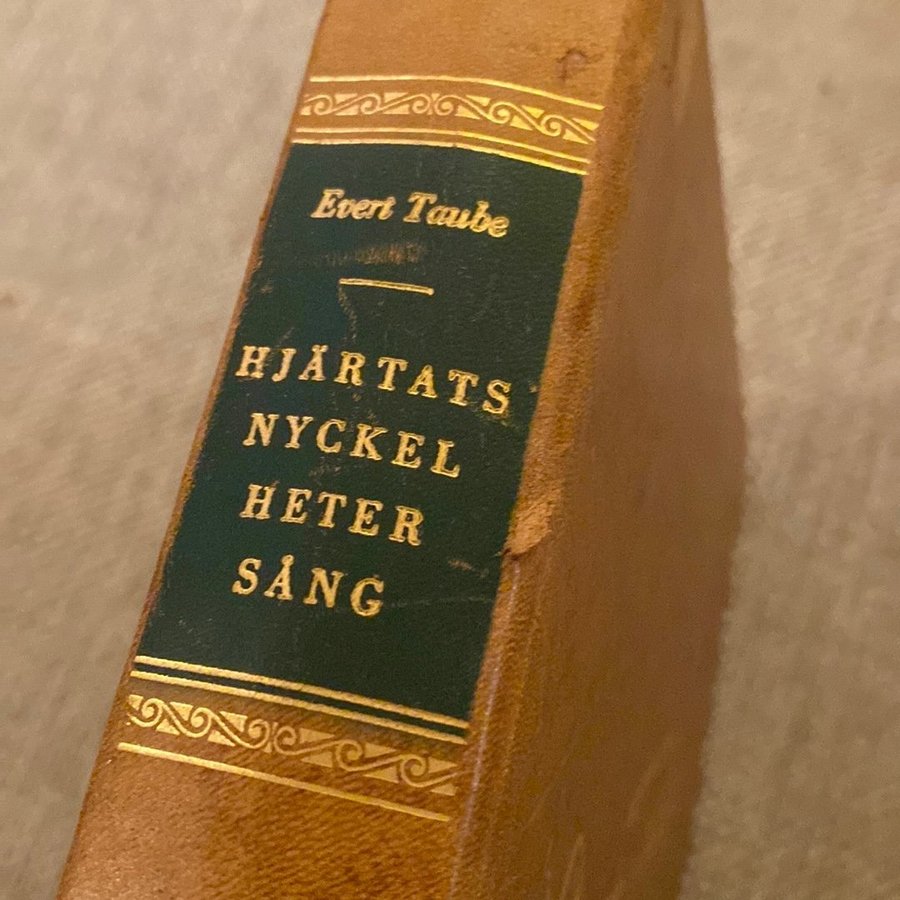 Evert Taube
HJÄRTATS
NYCKEL
HETER
SÅNG